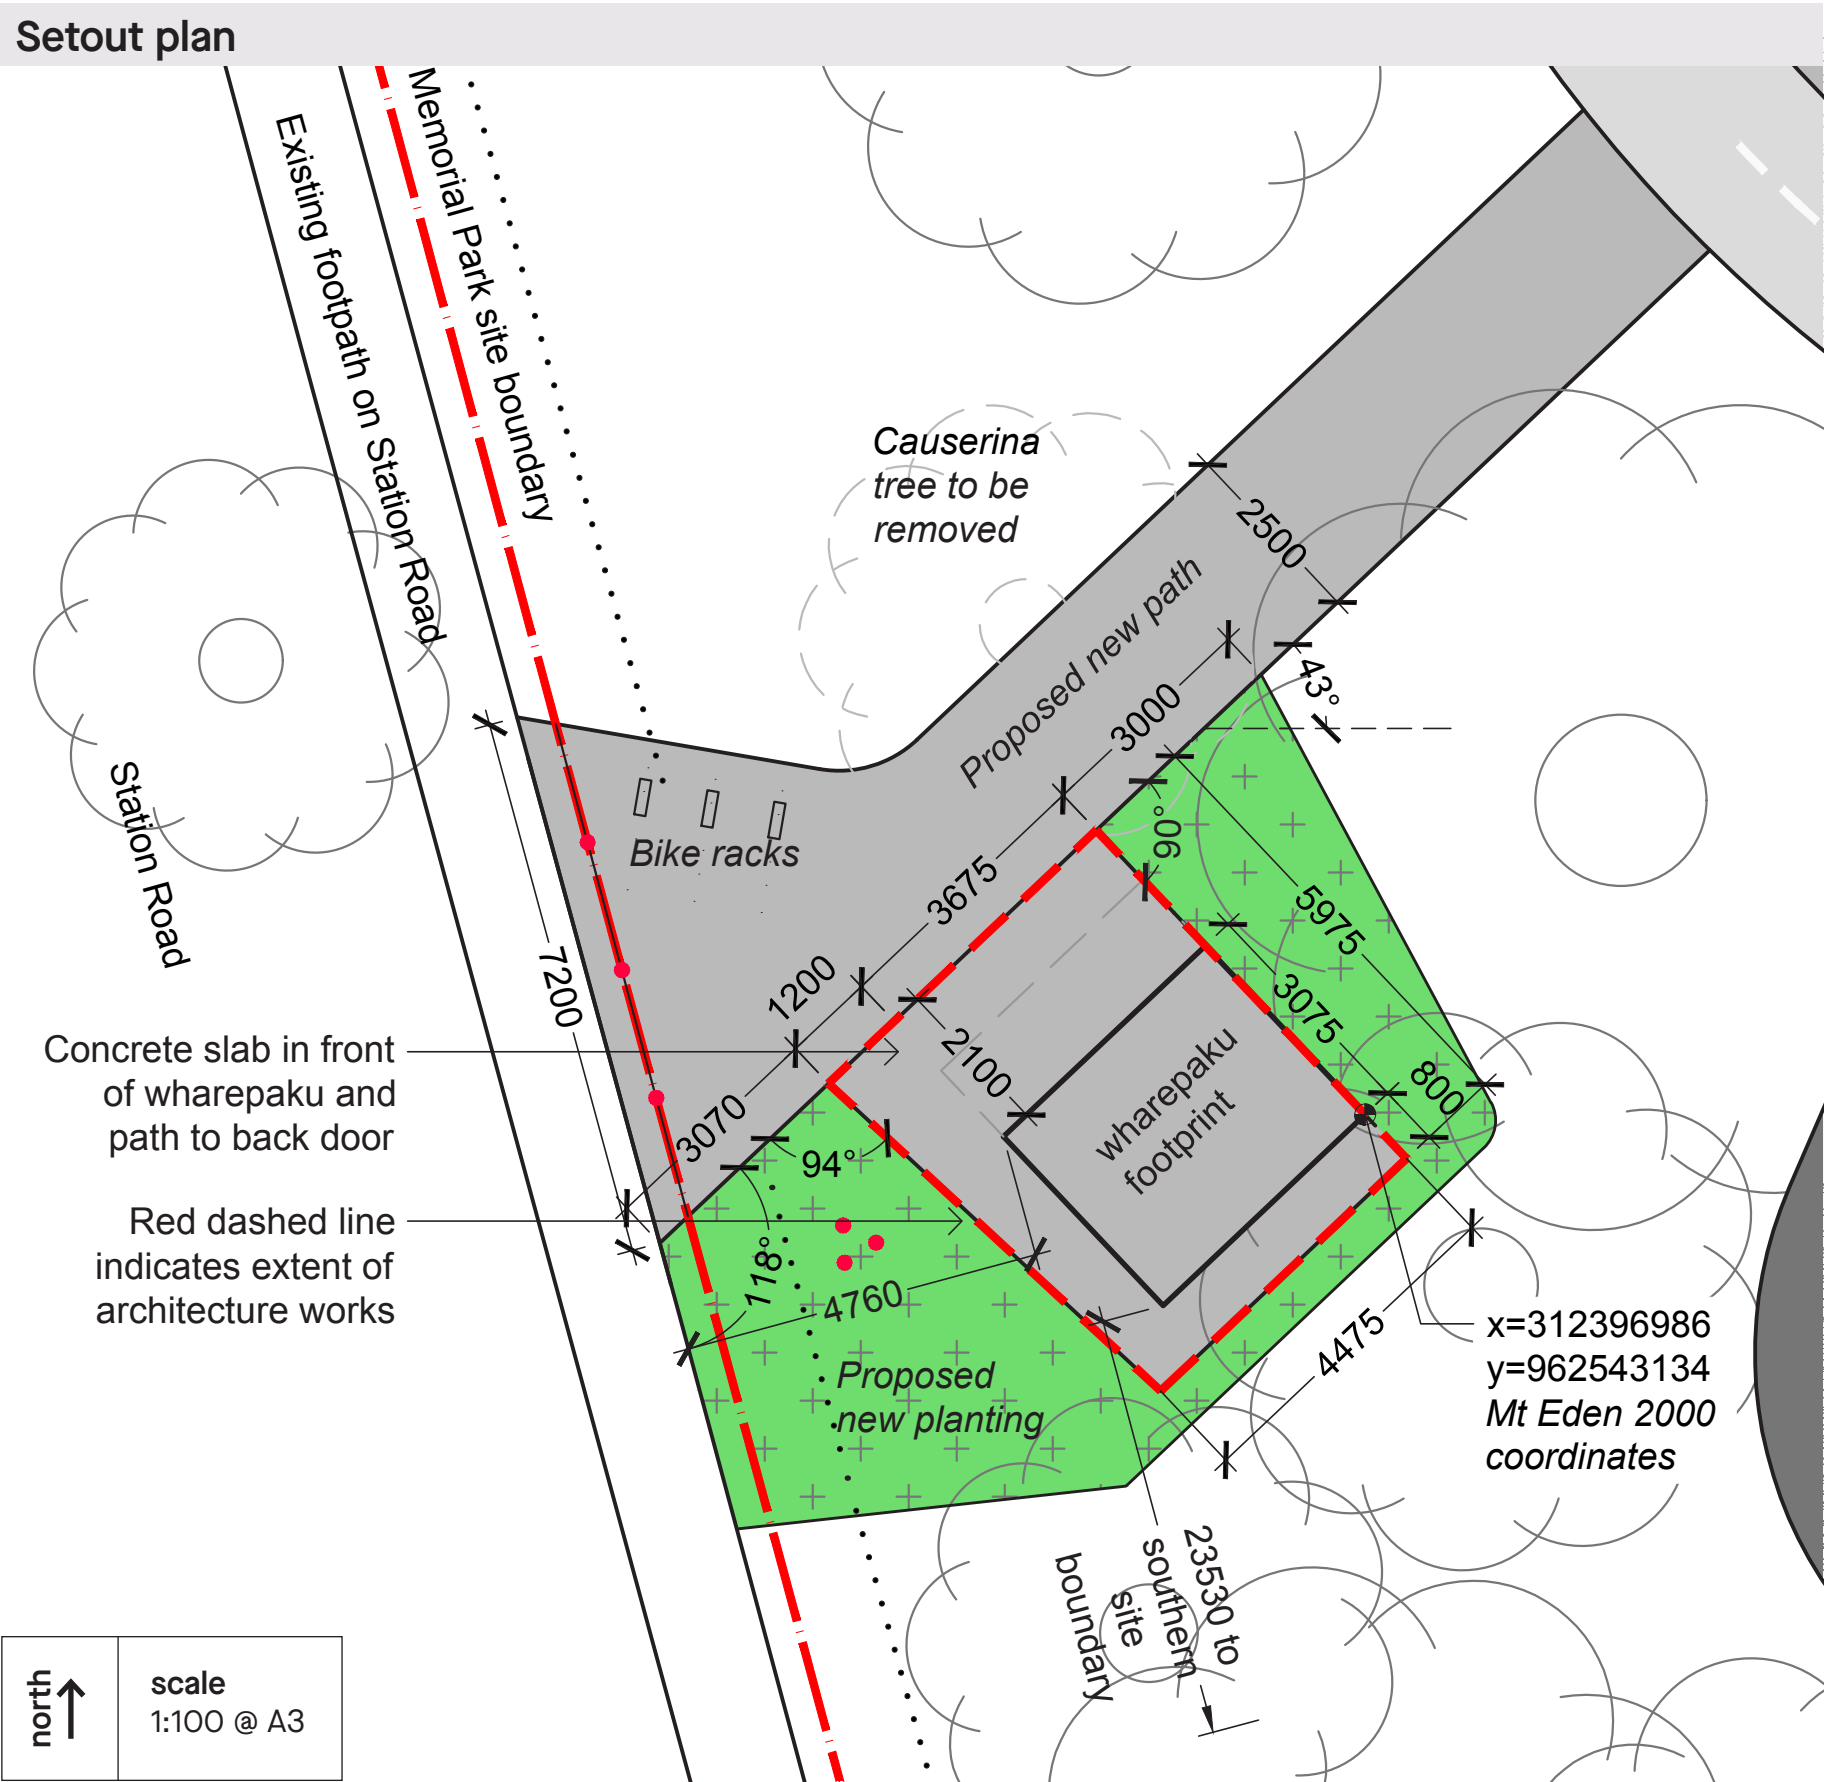 Setout plan
Existing footpath on Station Road
Memorial Park site boundary
Station Road
Causerina
tree to be
removed
Proposed new path
2500
43°
3000
90°
5975
3675
Bike racks
1200
7200
2100
3075
800
Concrete slab in front
of wharepaku and
path to back door
wharepaku
footprint
3070
94°
118°
4760
Red dashed line
indicates extent of
architecture works
4475
x=312396986
y=962543134
Mt Eden 2000
coordinates
Proposed
new planting
23530 to
southern
site
boundary
north
scale
1:100 @ A3